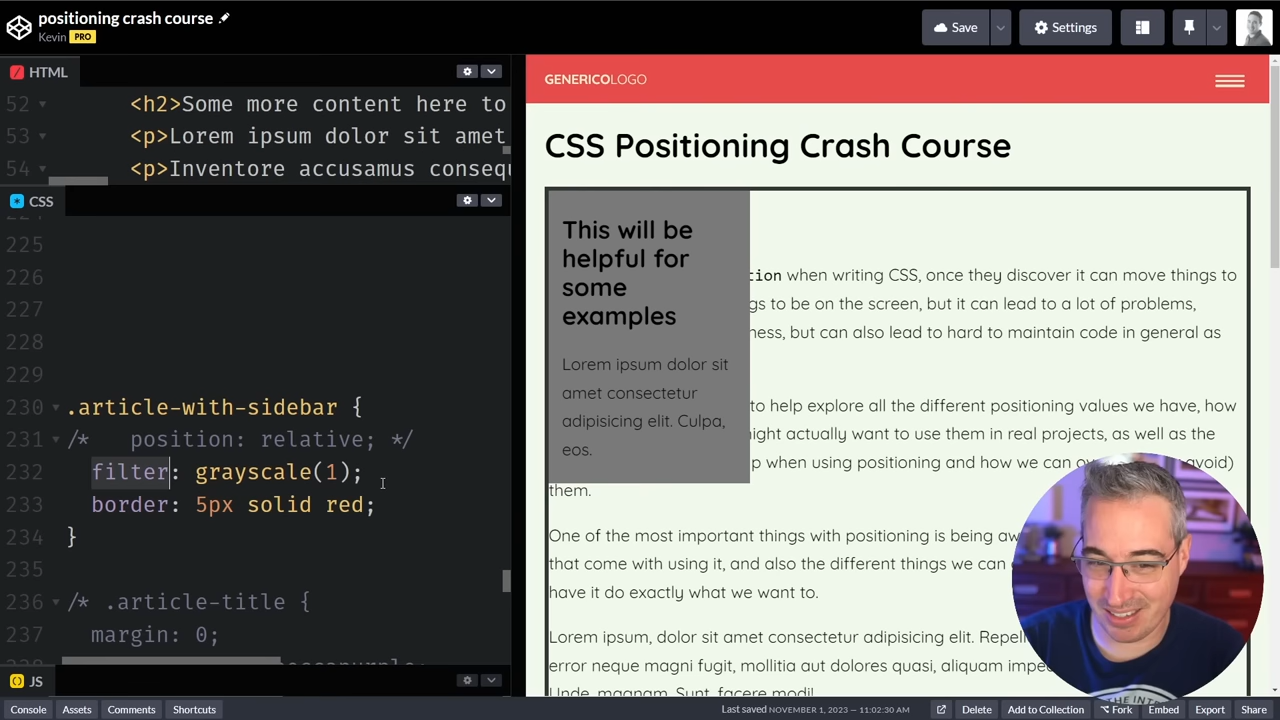 positioning crash course
Kevin PRO
Save
Settings
HTML
52 <h2>Some more content here to
53 <p>Lorem ipsum dolor sit amet
54 <p>Inventore accusamus consequ
CSS
225
226
227
228
229
230 .article-with-sidebar {
231 /* position: relative; */
232 filter: grayscale(1);
233 border: 5px solid red;
234 }
235
236 /* .article-title {
237 margin: 0;
JS
GENERICOLOGO
CSS Positioning Crash Course
This will be
helpful for
some
examples
Lorem ipsum dolor sit
amet consectetur
adipisicing elit. Culpa,
eos.
tion when writing CSS, once they discover it can move things to
gs to be on the screen, but it can lead to a lot of problems,
ness, but can also lead to hard to maintain code in general as
to help explore all the different positioning values we have, how
ight actually want to use them in real projects, as well as the
p when using positioning and how we can avoid)
them.
One of the most important things with positioning is being aw
that come with using it, and also the different things we can
have it do exactly what we want to.
Lorem ipsum, dolor sit amet consectetur adipisicing elit. Repell
error neque magni fugit, mollitia aut dolores quasi, aliquam impe
Unde, magnam. Sunt, facere modi!
Console Assets Comments Shortcuts
Last saved NOVEMBER 1, 2023 — 11:02:30 AM
Delete Add to Collection Fork Embed Export Share